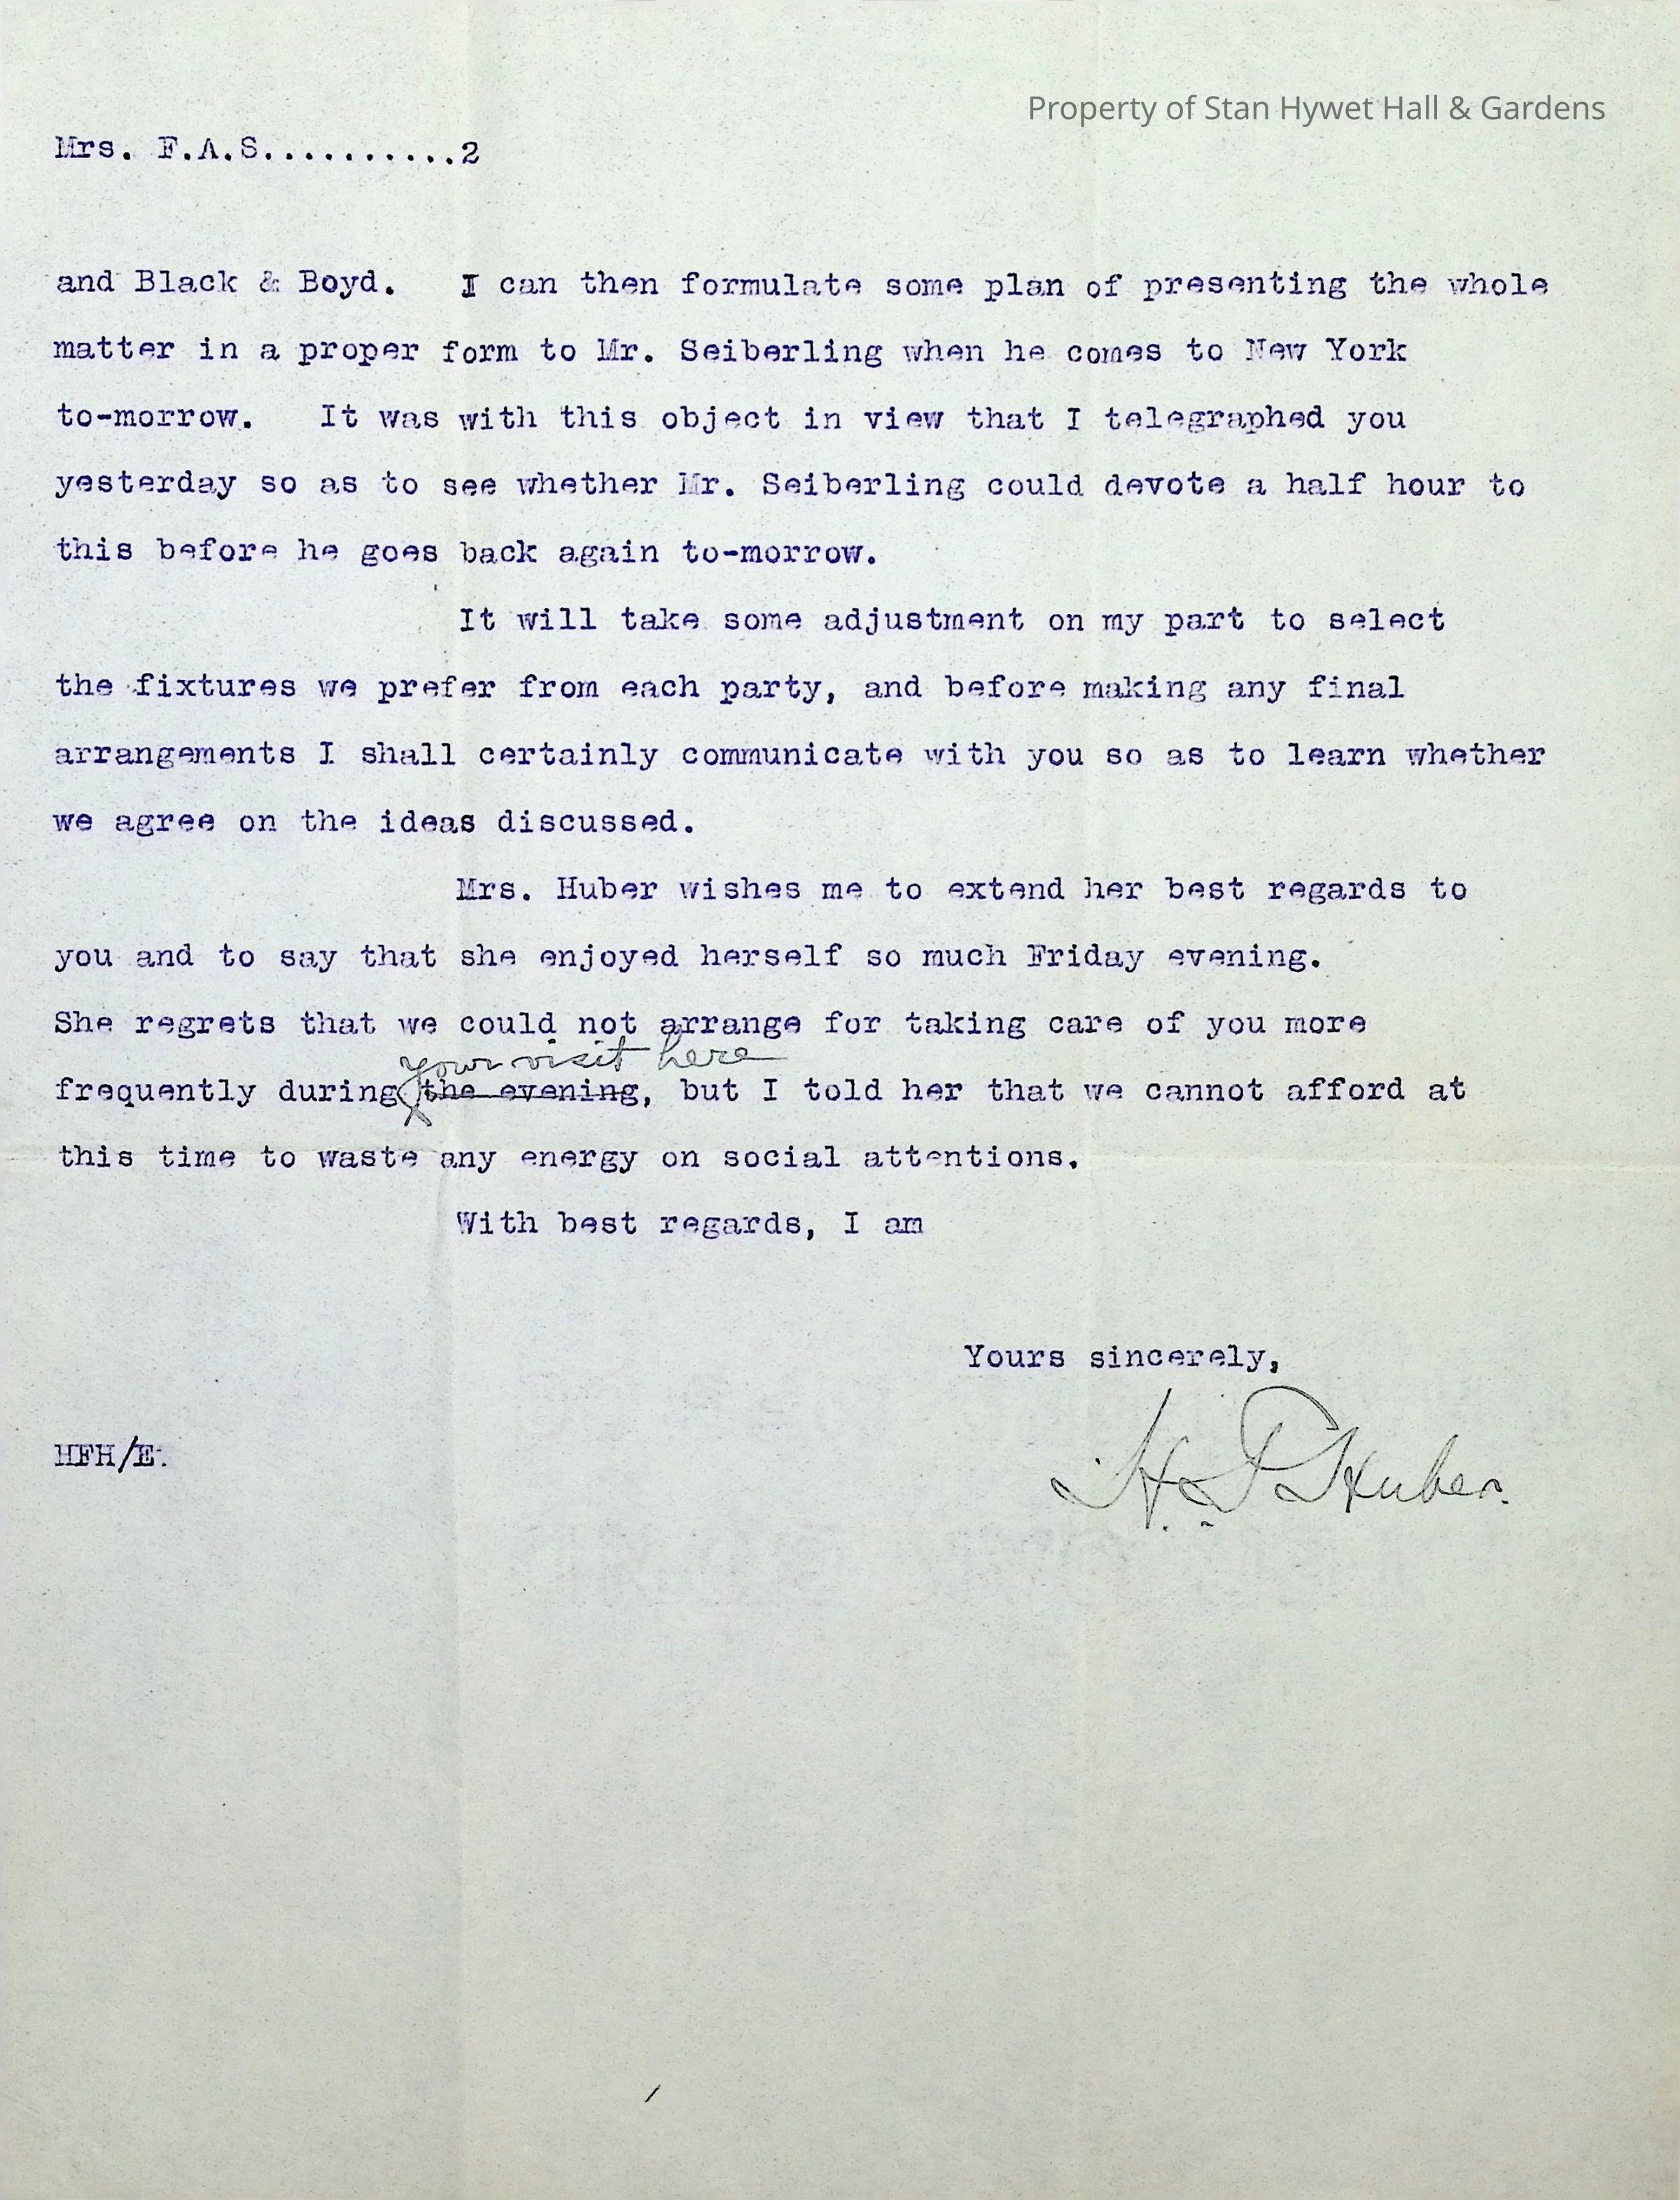 Property of Stan Hywet Hall & Gardens
Mrs. F.A.S..........2
and Black & Boyd. I can then formulate some plan of presenting the whole
matter in a proper form to Mr. Seiberling when he comes to New York
to-morrow. It was with this object in view that I telegraphed you
yesterday so as to see whether Mr. Seiberling could devote a half hour to
this before he goes back again to-morrow.
It will take some adjustment on my part to select
the fixtures we prefer from each party, and before making any final
arrangements I shall certainly communicate with you so as to learn whether
we agree on the ideas discussed.
Mrs. Huber wishes me to extend her best regards to
you and to say that she enjoyed herself so much Friday evening.
She regrets that we could not arrange for taking care of you more
your visit here
frequently during the evening, but I told her that we cannot afford at
this time to waste any energy on social attentions.
With best regards, I am
Yours sincerely,
H. F. Huber.
HFH/E.